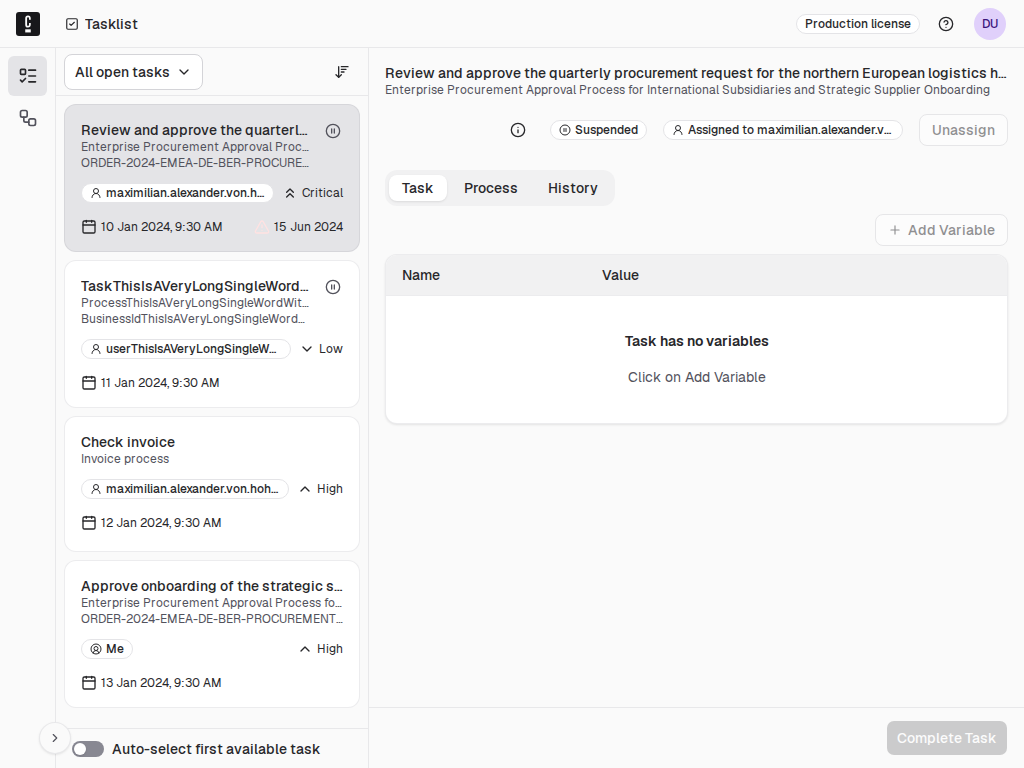 Tasklist
Production license
DU
All open tasks
Review and approve the quarterl...
Enterprise Procurement Approval Proc...
ORDER-2024-EMEA-DE-BER-PROCURE...
maximilian.alexander.von.h...
Critical
10 Jan 2024, 9:30 AM
15 Jun 2024
TaskThisIsAVeryLongSingleWord...
ProcessThisIsAVeryLongSingleWordWit...
BusinessIdThisIsAVeryLongSingleWord...
userThisIsAVeryLongSingleW...
Low
11 Jan 2024, 9:30 AM
Check invoice
Invoice process
maximilian.alexander.von.hoh...
High
12 Jan 2024, 9:30 AM
Approve onboarding of the strategic s...
Enterprise Procurement Approval Process fo...
ORDER-2024-EMEA-DE-BER-PROCUREMENT...
Me
High
13 Jan 2024, 9:30 AM
Auto-select first available task
Review and approve the quarterly procurement request for the northern European logistics h...
Enterprise Procurement Approval Process for International Subsidiaries and Strategic Supplier Onboarding
Suspended
Assigned to maximilian.alexander.v...
Unassign
Task
Process
History
Add Variable
Name
Value
Task has no variables
Click on Add Variable
Complete Task